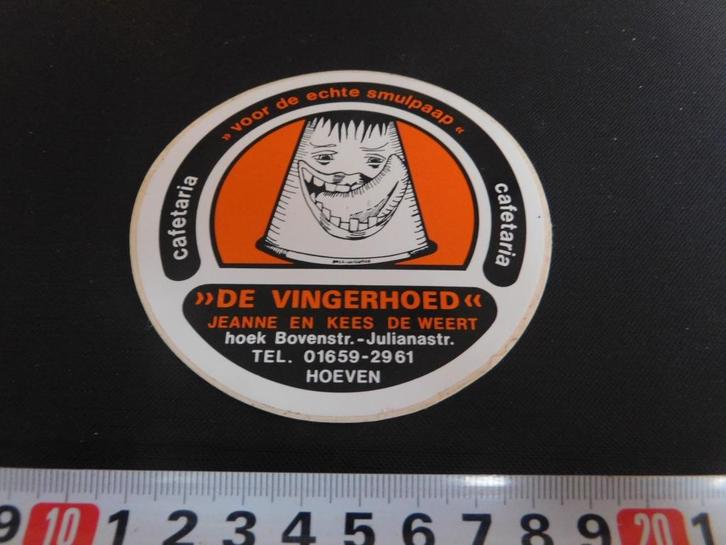 » voor de echte smulpaap «
cafetaria
cafetaria
»DE VINGERHOED«
JEANNE EN KEES DE WEERT
hoek Bovenstr.-Julianastr.
TEL. 01659-2961
HOEVEN
9 10 1 2 3 4 5 6 7 8 9 20 1